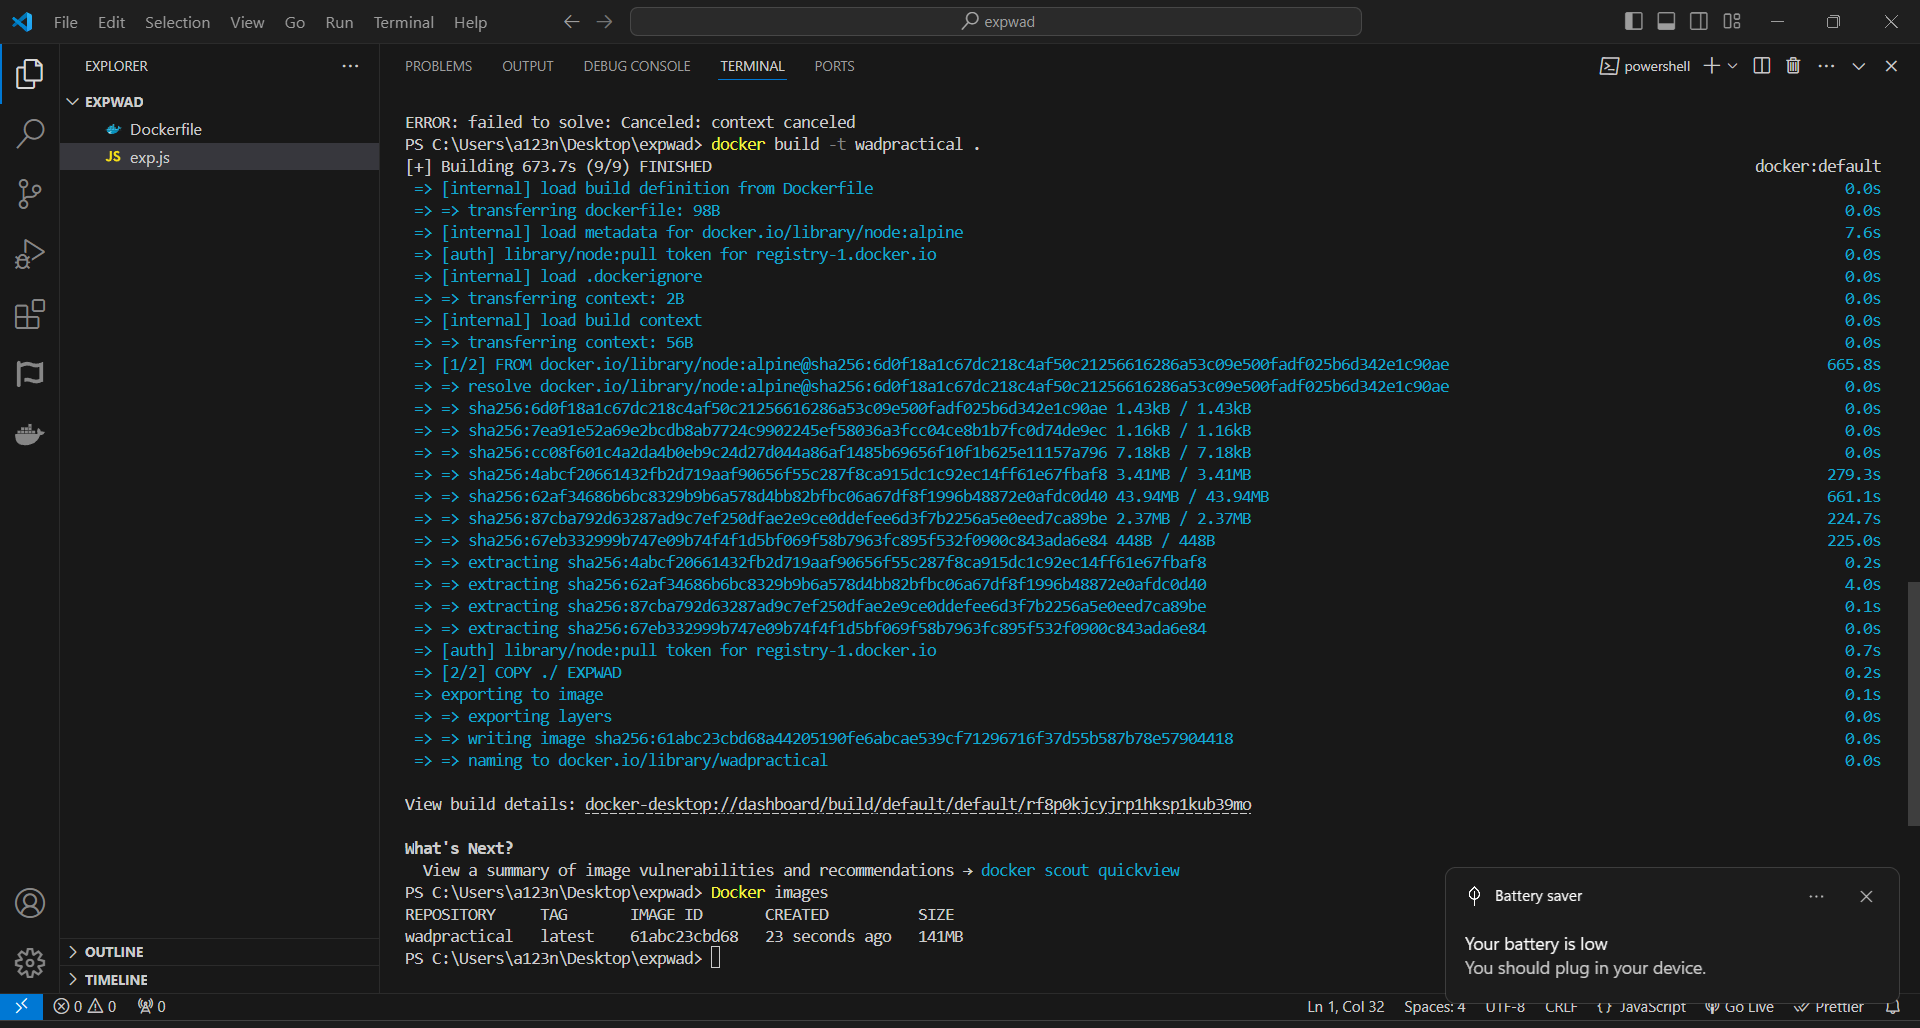 File Edit Selection View Go Run Terminal Help
expwad
EXPLORER
PROBLEMS OUTPUT DEBUG CONSOLE TERMINAL PORTS
powershell
EXPWAD
Dockerfile
JS exp.js
ERROR: failed to solve: Canceled: context canceled
PS C:\Users\a123n\Desktop\expwad> docker build -t wadpractical .
[+] Building 673.7s (9/9) FINISHED docker:default
=> [internal] load build definition from Dockerfile 0.0s
=> => transferring dockerfile: 98B 0.0s
=> [internal] load metadata for docker.io/library/node:alpine 7.6s
=> [auth] library/node:pull token for registry-1.docker.io 0.0s
=> [internal] load .dockerignore 0.0s
=> => transferring context: 2B 0.0s
=> [internal] load build context 0.0s
=> => transferring context: 56B 0.0s
=> [1/2] FROM docker.io/library/node:alpine@sha256:6d0f18a1c67dc218c4af50c21256616286a53c09e500fadf025b6d342e1c90ae 665.8s
=> => resolve docker.io/library/node:alpine@sha256:6d0f18a1c67dc218c4af50c21256616286a53c09e500fadf025b6d342e1c90ae 0.0s
=> => sha256:6d0f18a1c67dc218c4af50c21256616286a53c09e500fadf025b6d342e1c90ae 1.43kB / 1.43kB 0.0s
=> => sha256:7ea91e52a69e2bcdb8ab7724c9902245ef58036a3fcc04ce8b1b7fc0d74de9ec 1.16kB / 1.16kB 0.0s
=> => sha256:cc08f601c4a2da4b0eb9c24d27d044a86af1485b69656f10f1b625e11157a796 7.18kB / 7.18kB 0.0s
=> => sha256:4abcf20661432fb2d719aaf90656f55c287f8ca915dc1c92ec14ff61e67fbaf8 3.41MB / 3.41MB 279.3s
=> => sha256:62af34686b6bc8329b9b6a578d4bb82bfbc06a67df8f1996b48872e0afdc0d40 43.94MB / 43.94MB 661.1s
=> => sha256:87cba792d63287ad9c7ef250dfae2e9ce0ddefee6d3f7b2256a5e0eed7ca89be 2.37MB / 2.37MB 224.7s
=> => sha256:67eb332999b747e09b74f4f1d5bf069f58b7963fc895f532f0900c843ada6e84 448B / 448B 225.0s
=> => extracting sha256:4abcf20661432fb2d719aaf90656f55c287f8ca915dc1c92ec14ff61e67fbaf8 0.2s
=> => extracting sha256:62af34686b6bc8329b9b6a578d4bb82bfbc06a67df8f1996b48872e0afdc0d40 4.0s
=> => extracting sha256:87cba792d63287ad9c7ef250dfae2e9ce0ddefee6d3f7b2256a5e0eed7ca89be 0.1s
=> => extracting sha256:67eb332999b747e09b74f4f1d5bf069f58b7963fc895f532f0900c843ada6e84 0.0s
=> [auth] library/node:pull token for registry-1.docker.io 0.7s
=> [2/2] COPY ./ EXPWAD 0.2s
=> exporting to image 0.1s
=> => exporting layers 0.0s
=> => writing image sha256:61abc23cbd68a44205190fe6abcae539cf71296716f37d55b587b78e57904418 0.0s
=> => naming to docker.io/library/wadpractical 0.0s
View build details: docker-desktop://dashboard/build/default/default/rf8p0kjcyjrp1hksp1kub39mo
What's Next?
View a summary of image vulnerabilities and recommendations → docker scout quickview
PS C:\Users\a123n\Desktop\expwad> Docker images
REPOSITORY TAG IMAGE ID CREATED SIZE
wadpractical latest 61abc23cbd68 23 seconds ago 141MB
PS C:\Users\a123n\Desktop\expwad>
Battery saver
Your battery is low
You should plug in your device.
OUTLINE
TIMELINE
0 0 0
Ln 1, Col 32 Spaces: 4 UTF-8 CRLF {} JavaScript Go Live Prettier